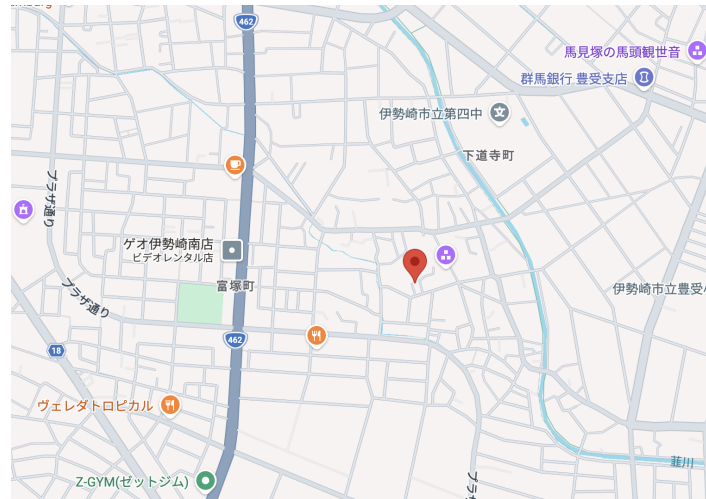 462
馬見塚の馬頭観世音
群馬銀行 豊受支店
伊勢崎市立第四中
下道寺町
プラザ通り
ゲオ伊勢崎南店
ビデオレンタル店
富塚町
伊勢崎市立豊受
プラザ通り
462
18
ヴェレダトロピカル
韮川
Z-GYM(ゼットジム)
プラ